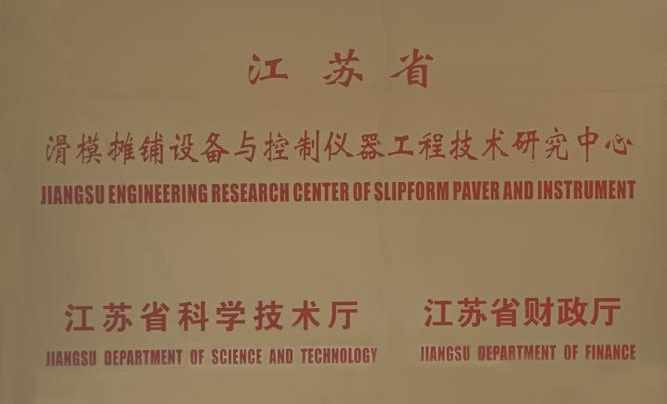 江苏省
滑模摊铺设备与控制仪器工程技术研究中心
JIANGSU ENGINEERING RESEARCH CENTER OF SLIPFORM PAVER AND INSTRUMENT
江苏省科学技术厅 江苏省财政厅
JIANGSU DEPARTMENT OF SCIENCE AND TECHNOLOGY JIANGSU DEPARTMENT OF FINANCE